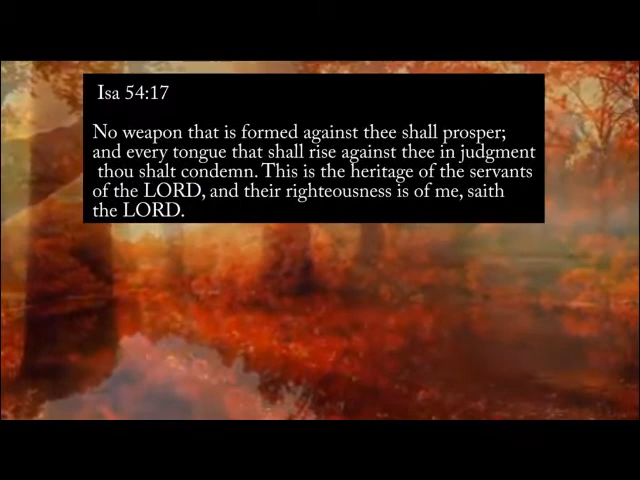 Isa 54:17
No weapon that is formed against thee shall prosper;
and every tongue that shall rise against thee in judgment
thou shalt condemn. This is the heritage of the servants
of the LORD, and their righteousness is of me, saith
the LORD.